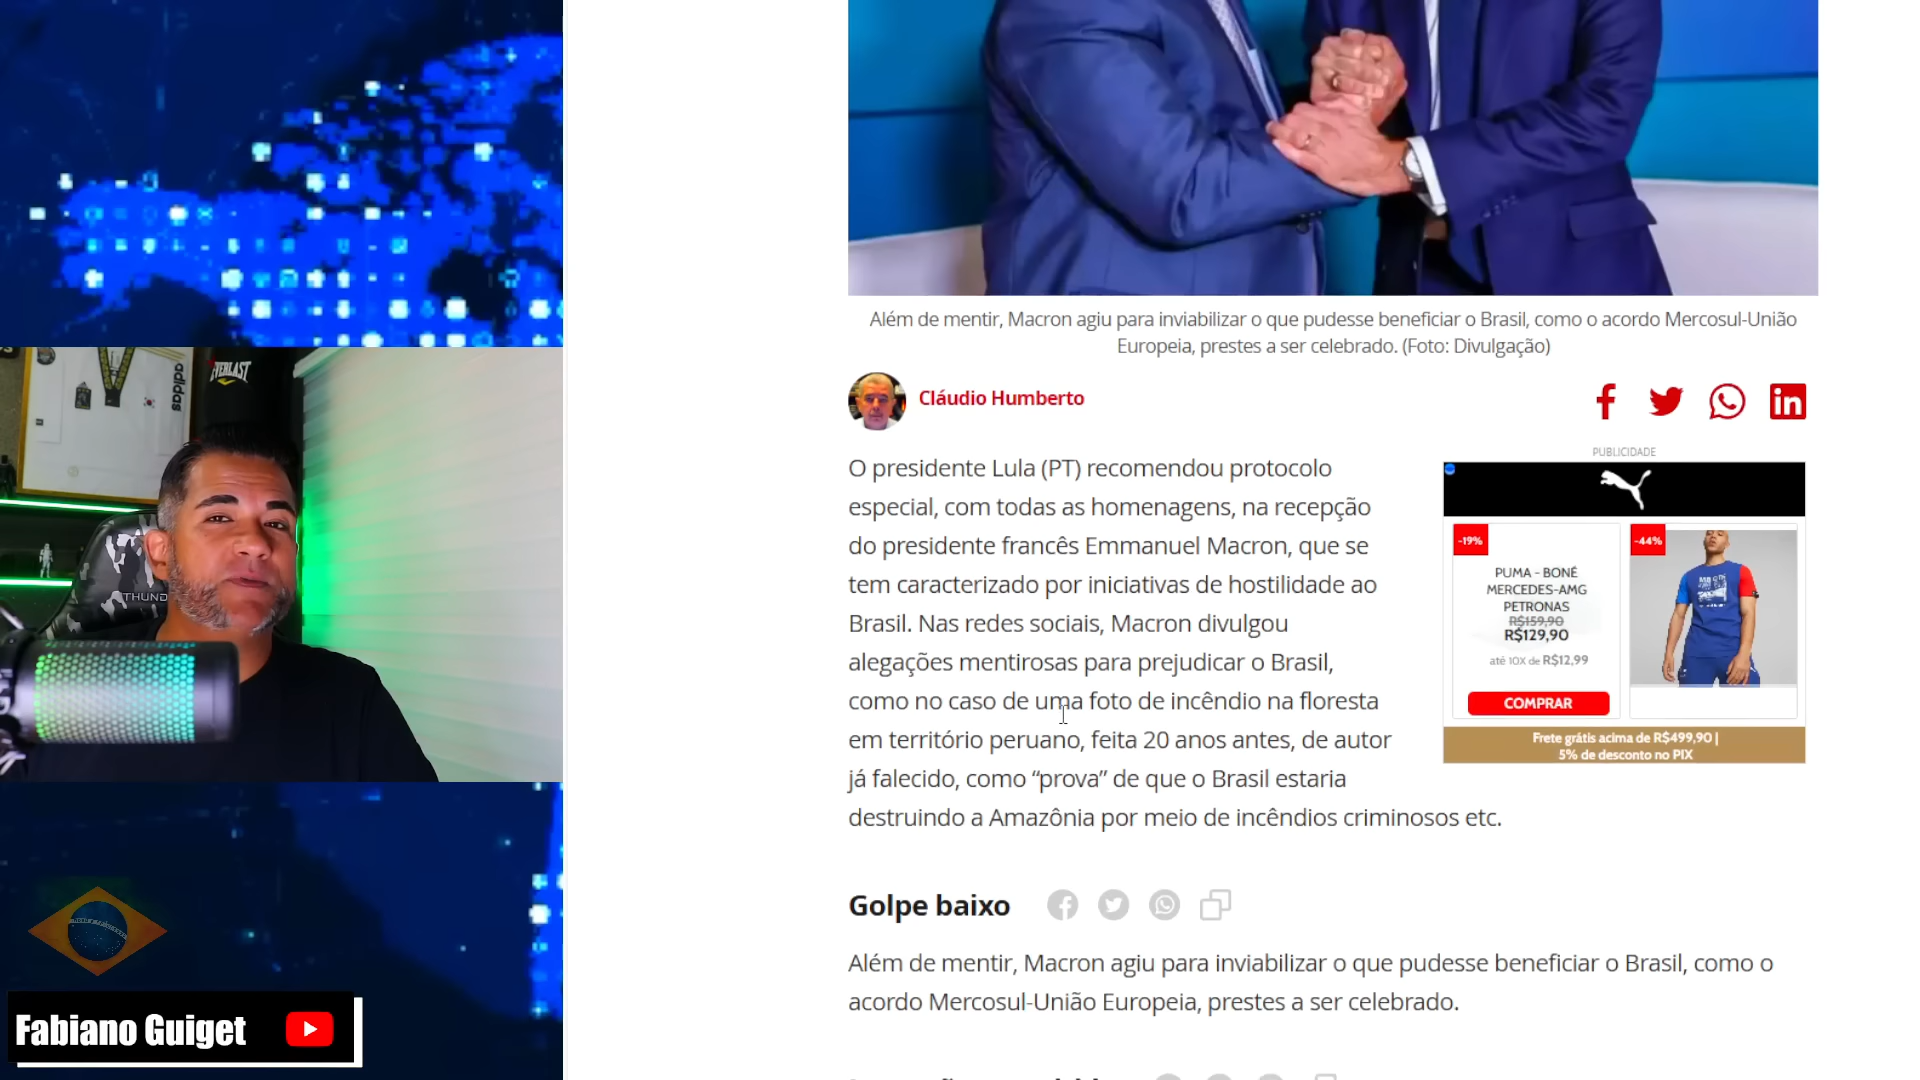 EVERLAST
adidas
THUND
Fabiano Guiget
Além de mentir, Macron agiu para inviabilizar o que pudesse beneficiar o Brasil, como o acordo Mercosul-União
Europeia, prestes a ser celebrado. (Foto: Divulgação)
Cláudio Humberto
O presidente Lula (PT) recomendou protocolo
especial, com todas as homenagens, na recepção
do presidente francês Emmanuel Macron, que se
tem caracterizado por iniciativas de hostilidade ao
Brasil. Nas redes sociais, Macron divulgou
alegações mentirosas para prejudicar o Brasil,
como no caso de uma foto de incêndio na floresta
em território peruano, feita 20 anos antes, de autor
já falecido, como “prova” de que o Brasil estaria
destruindo a Amazônia por meio de incêndios criminosos etc.
PUBLICIDADE
-19%
PUMA - BONÉ
MERCEDES-AMG
PETRONAS
R$159,90
R$129,90
até 10X de R$12,99
COMPRAR
-44%
Frete grátis acima de R$499,90 |
5% de desconto no PIX
Golpe baixo
Além de mentir, Macron agiu para inviabilizar o que pudesse beneficiar o Brasil, como o
acordo Mercosul-União Europeia, prestes a ser celebrado.